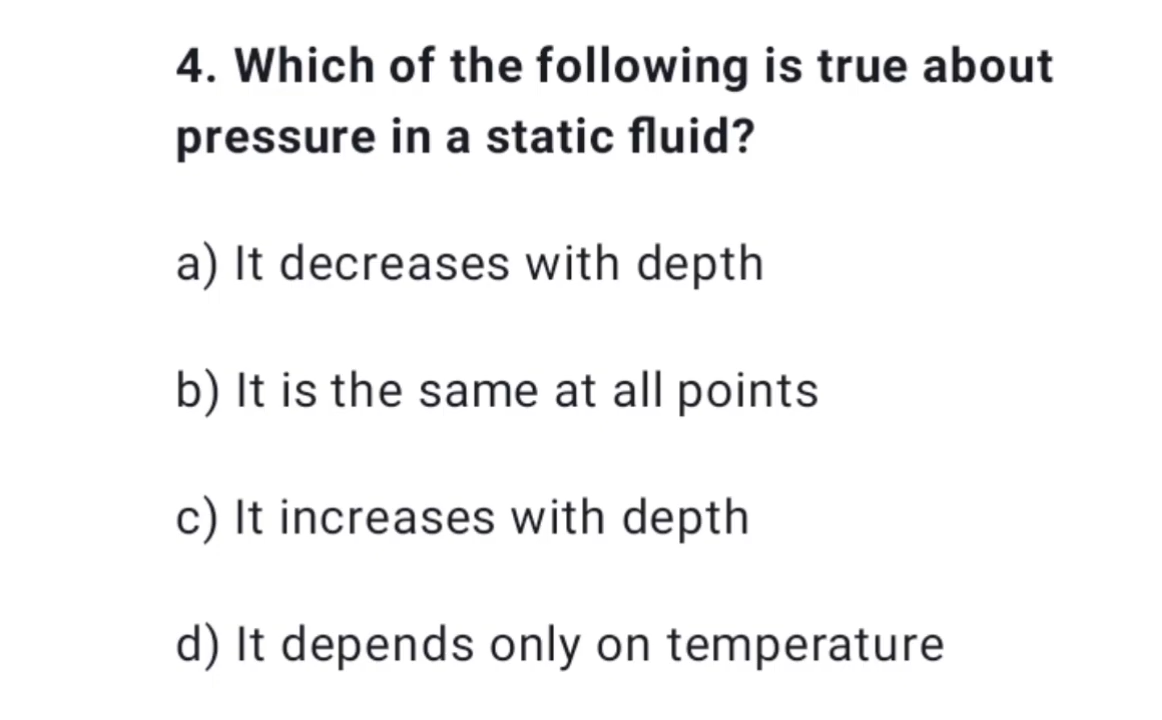 4. Which of the following is true about
pressure in a static fluid?
a) It decreases with depth
b) It is the same at all points
c) It increases with depth
d) It depends only on temperature